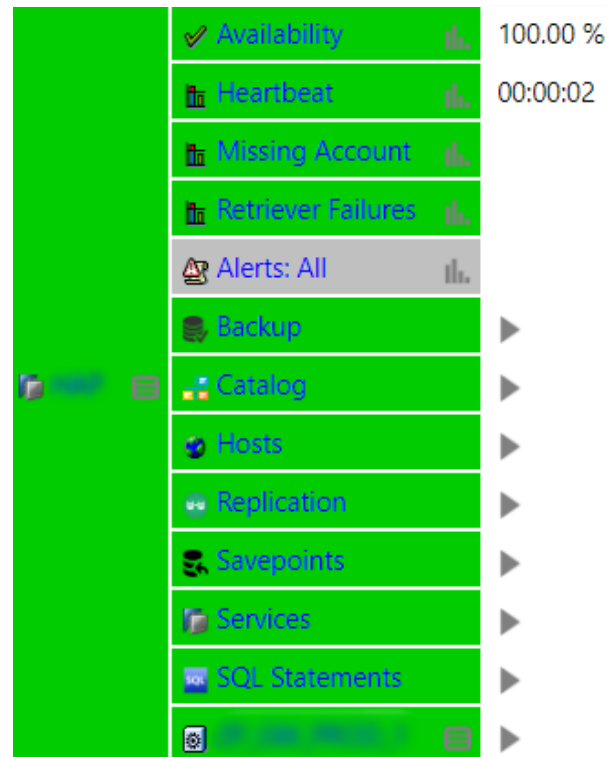 Availability 100.00 %
Heartbeat 00:00:02
Missing Account
Retriever Failures
Alerts: All
Backup
Catalog
Hosts
Replication
Savepoints
Services
SQL SQL Statements